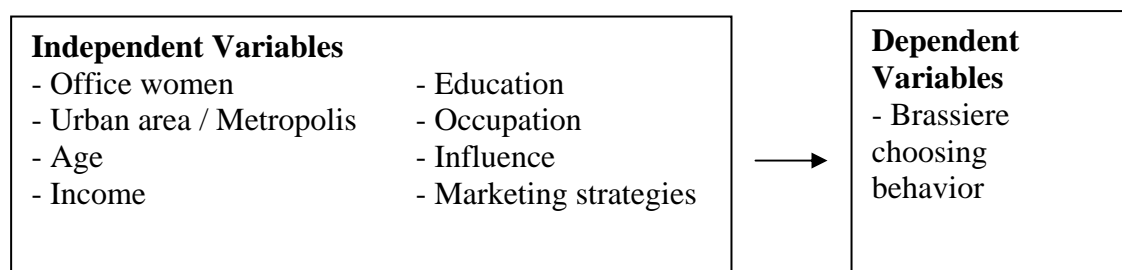 Independent Variables
- Office women
- Urban area / Metropolis
- Age
- Income
- Education
- Occupation
- Influence
- Marketing strategies
Dependent
Variables
- Brassiere
choosing
behavior